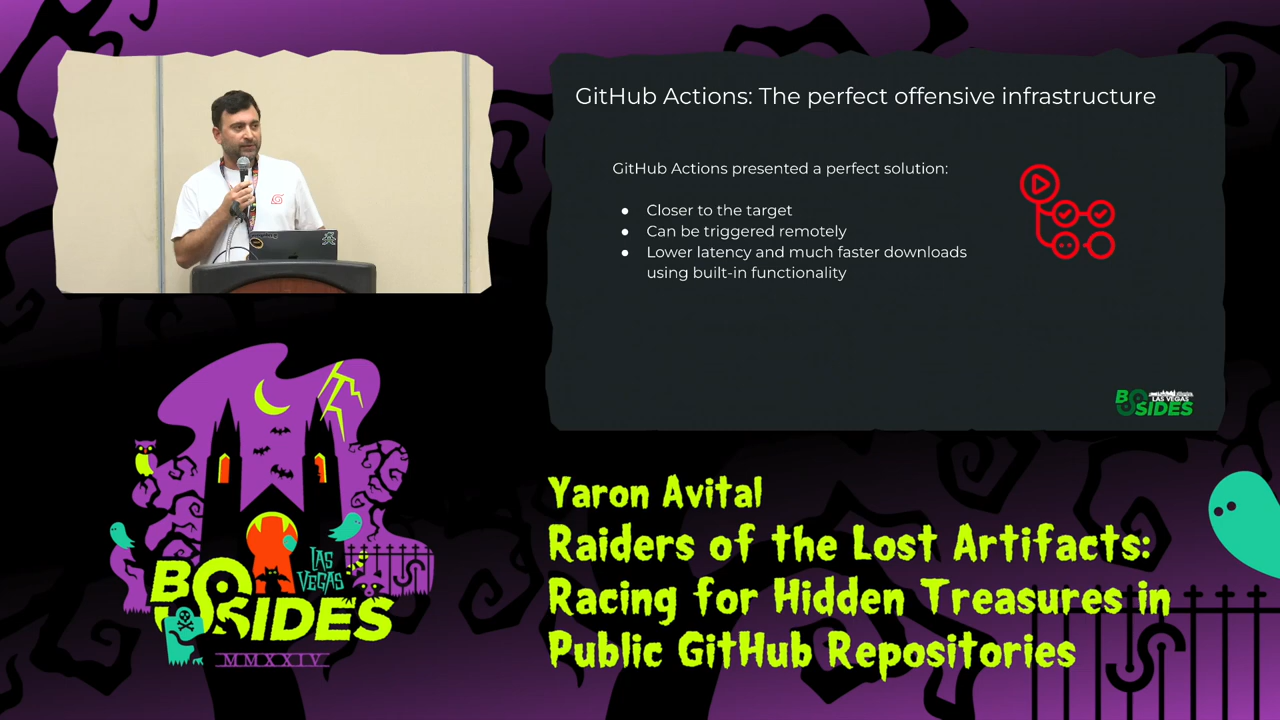 GitHub Actions: The perfect offensive infrastructure
GitHub Actions presented a perfect solution:
● Closer to the target
● Can be triggered remotely
● Lower latency and much faster downloads
using built-in functionality
BSIDES
LAS VEGAS
LAS
VEGAS
BSIDES
MMXXIV
Yaron Avital
Raiders of the Lost Artifacts:
Racing for Hidden Treasures in
Public GitHub Repositories